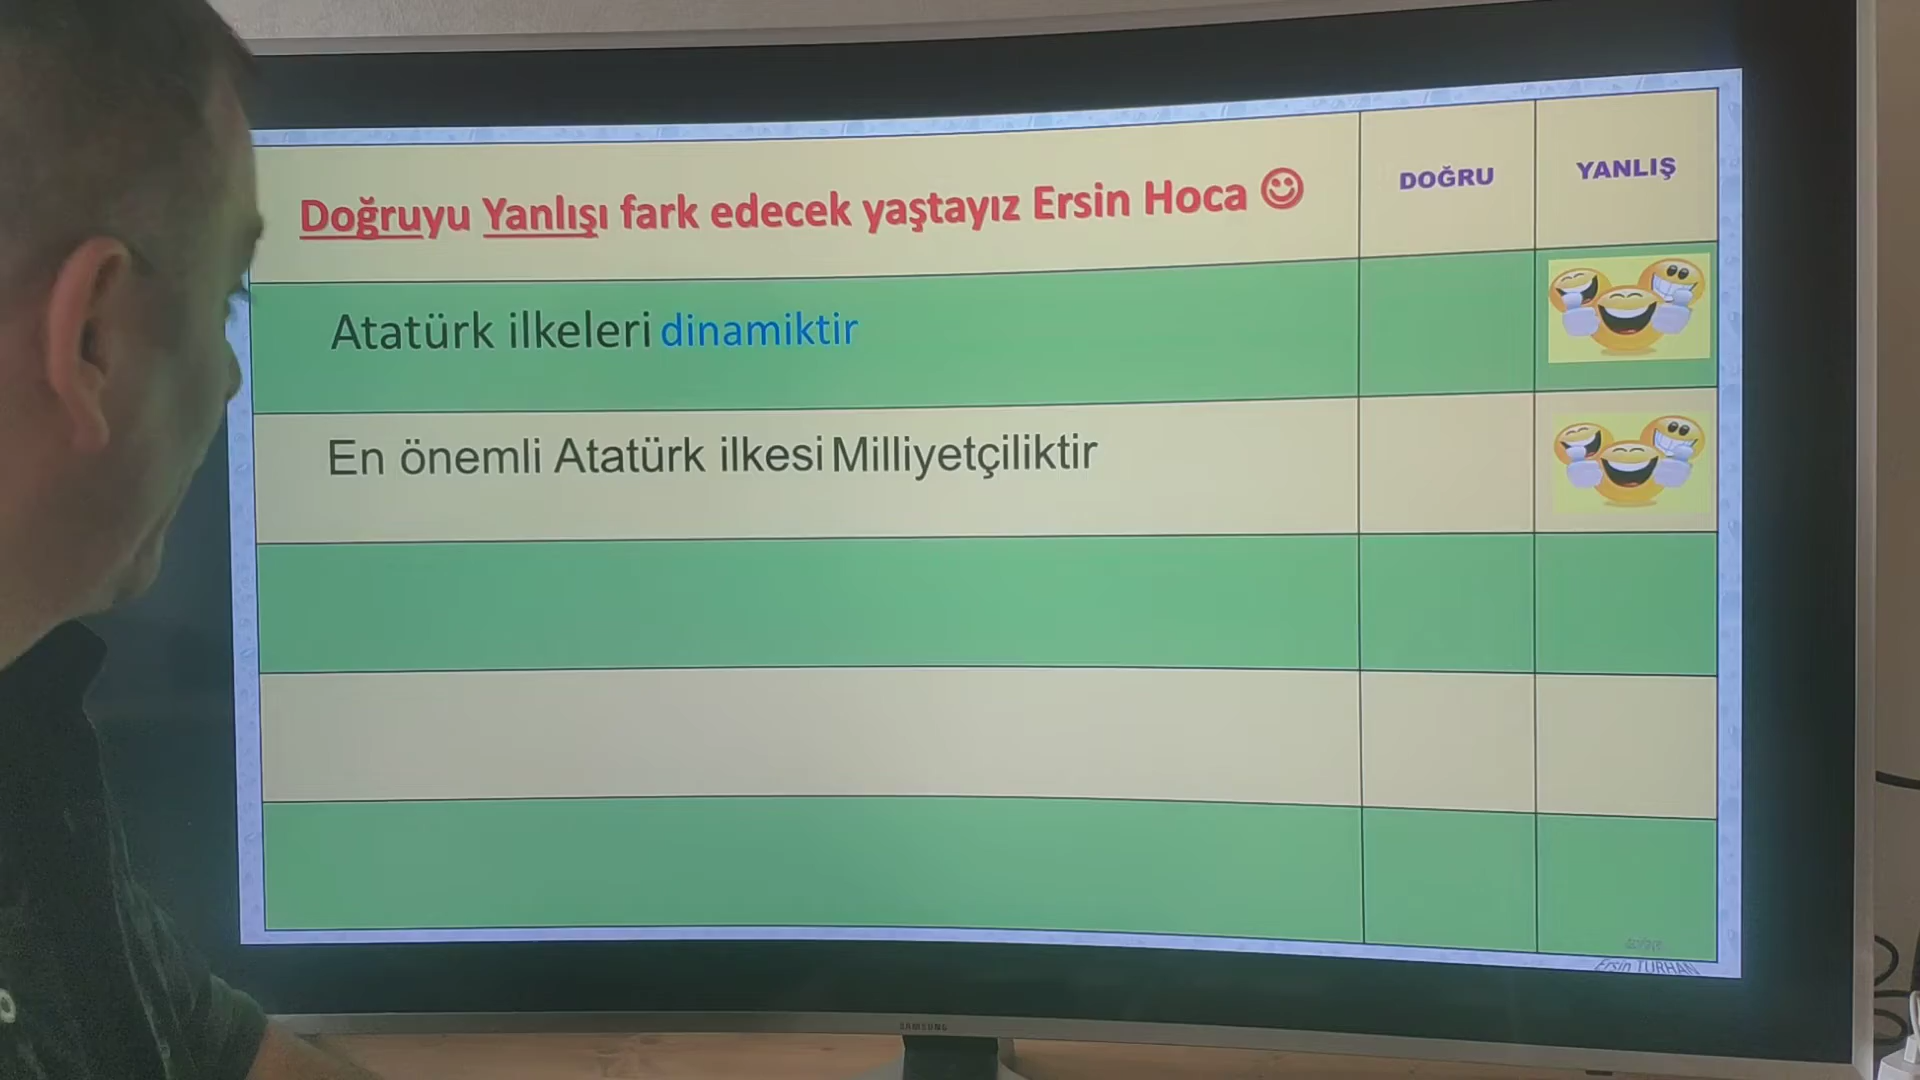 Doğruyu Yanlışı fark edecek yaştayız Ersin Hoca
DOĞRU
YANLIŞ
Atatürk ilkeleri dinamiktir
En önemli Atatürk ilkesi Milliyetçiliktir
Ersin TURHAN
SAMSUNG